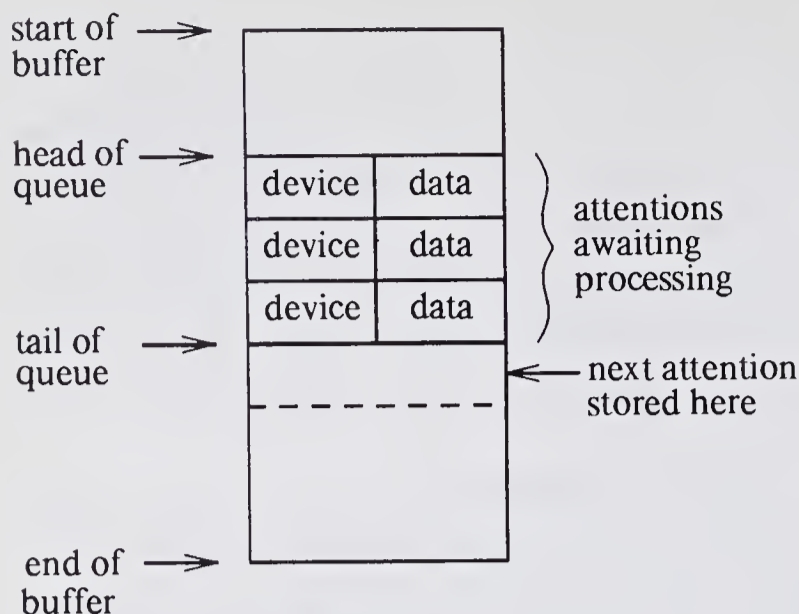 start of
buffer
head of
queue
device data
device data
device data
attentions
awaiting
processing
tail of
queue
next attention
stored here
end of
buffer